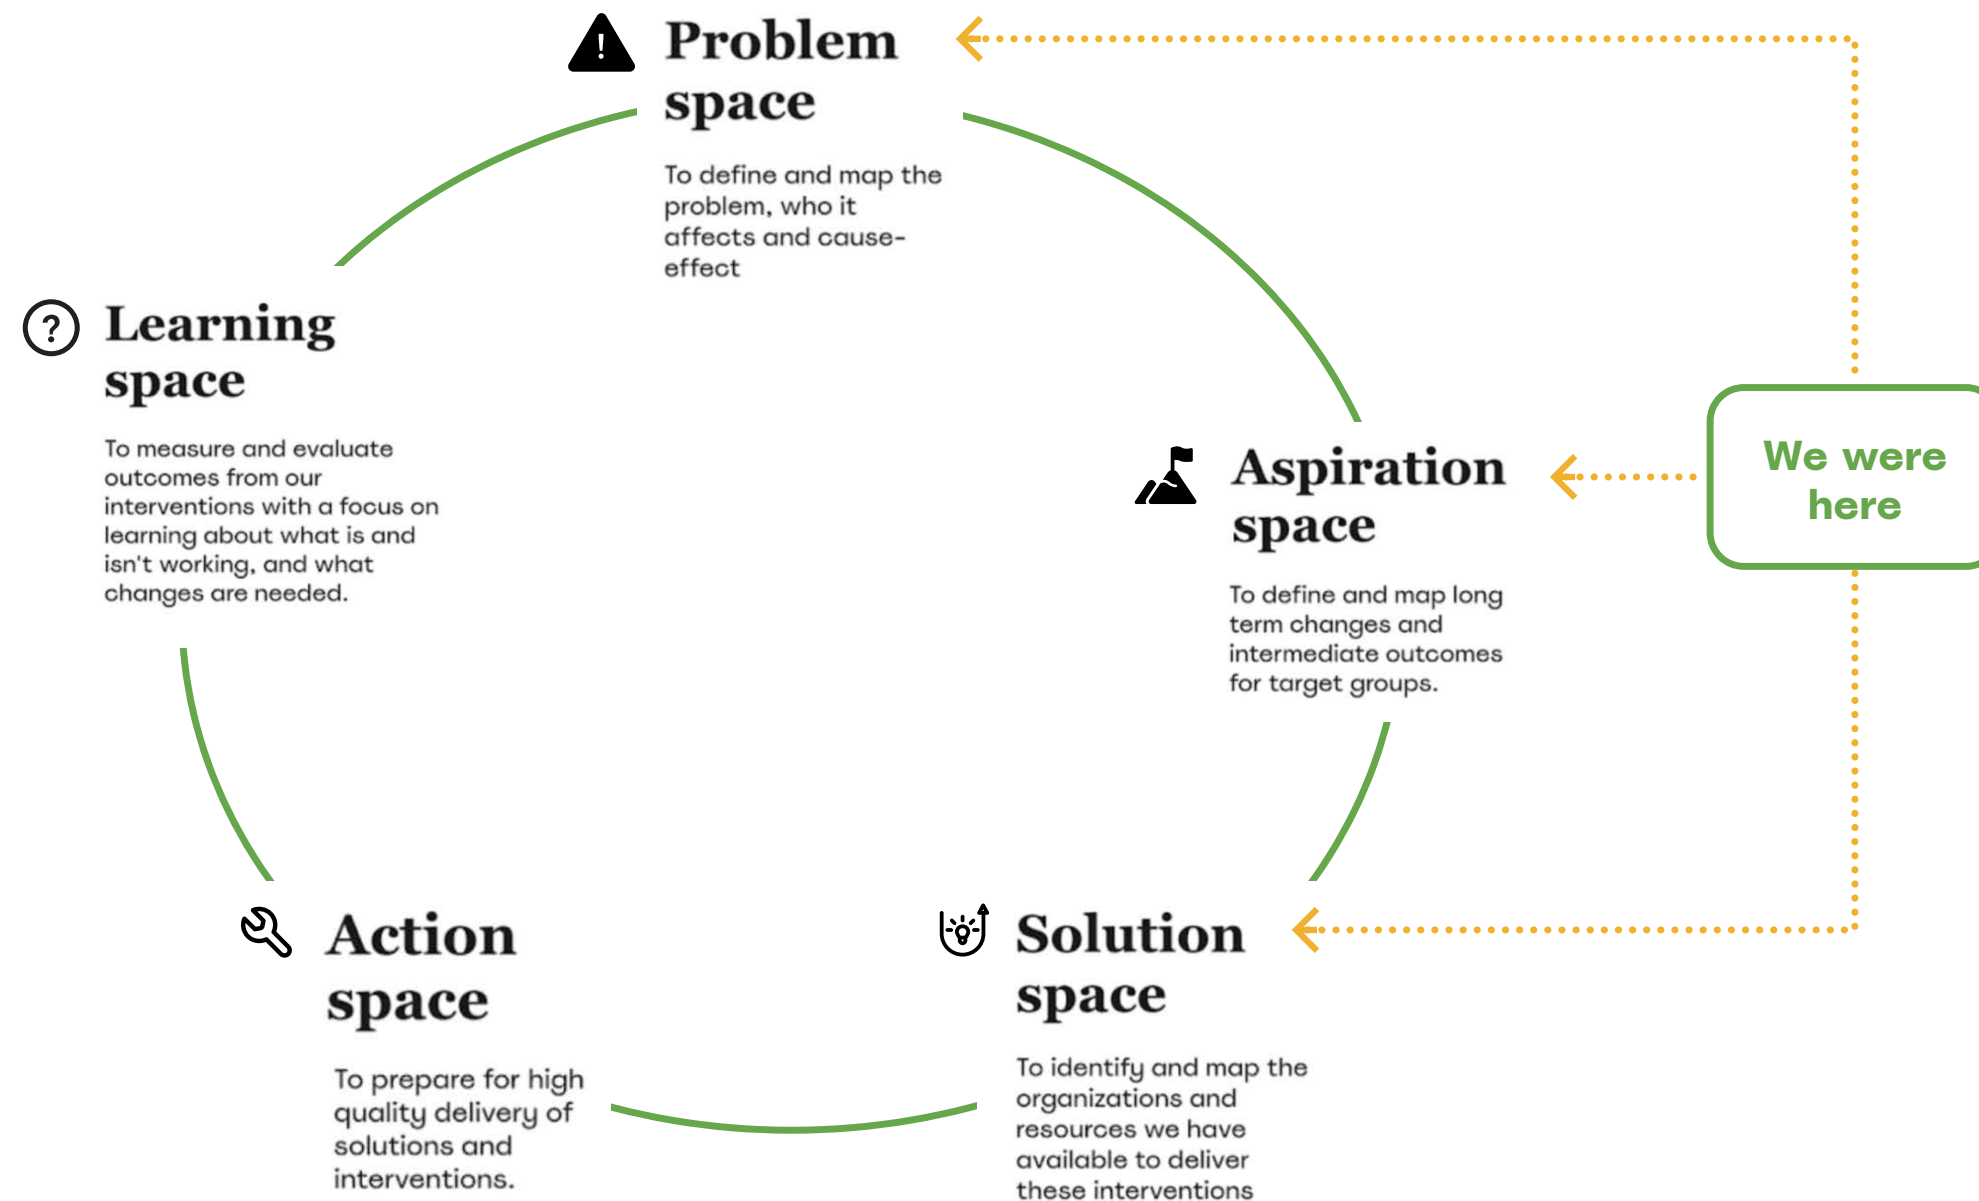 Problem
space
To define and map the
problem, who it
affects and cause-
effect
Learning
space
To measure and evaluate
outcomes from our
interventions with a focus on
learning about what is and
isn't working, and what
changes are needed.
Aspiration
space
To define and map long
term changes and
intermediate outcomes
for target groups.
We were
here
Action
space
To prepare for high
quality delivery of
solutions and
interventions.
Solution
space
To identify and map the
organizations and
resources we have
available to deliver
these interventions